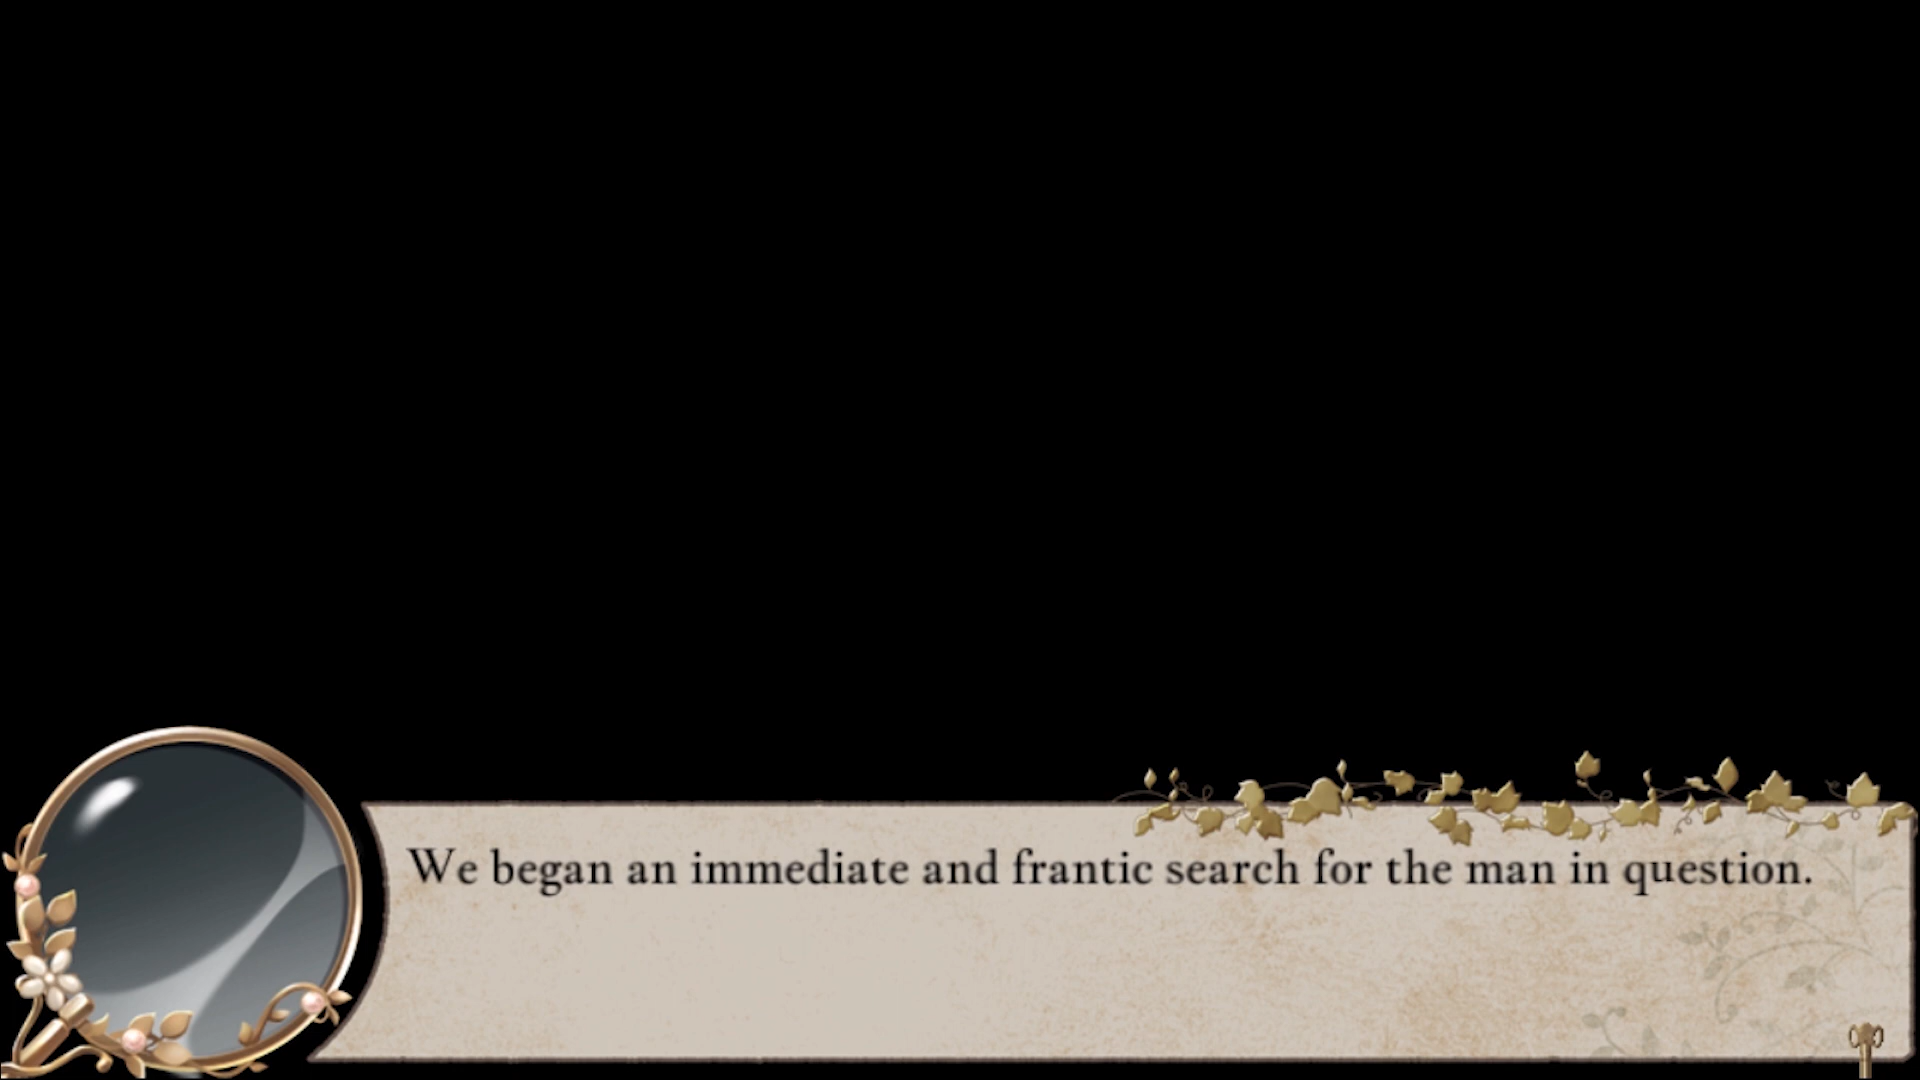 We began an immediate and frantic search for the man in question.